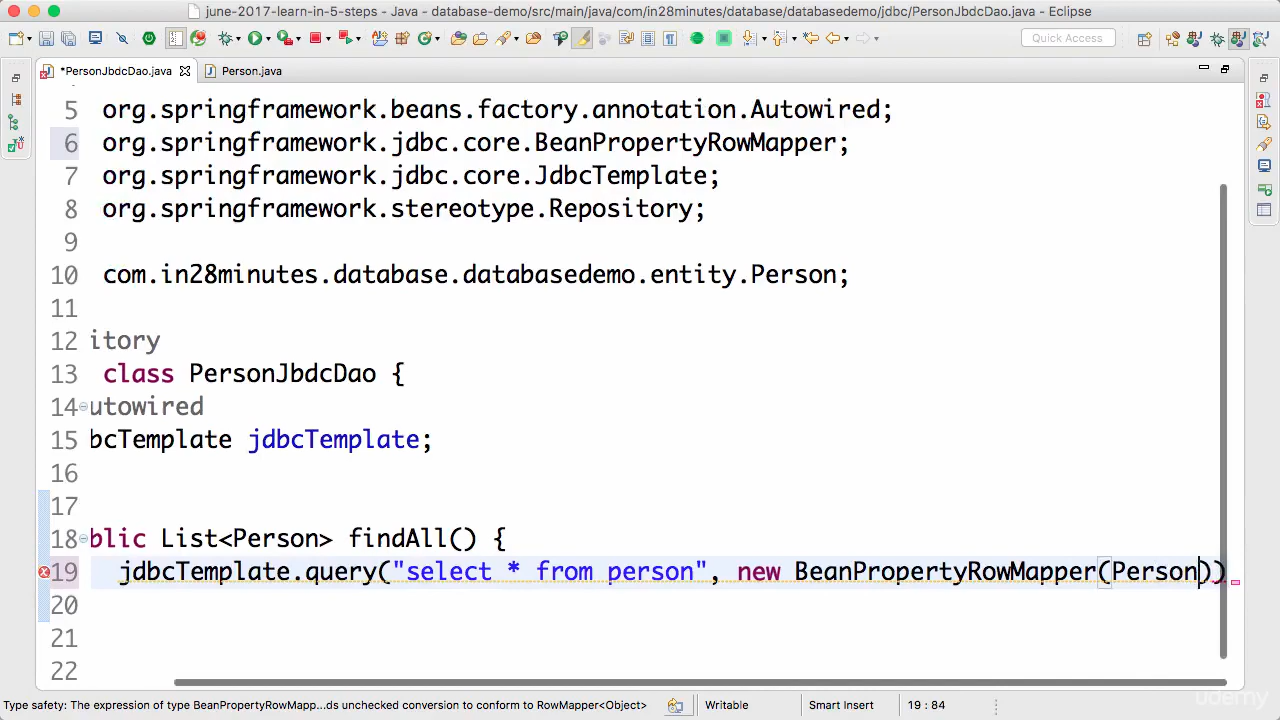 june-2017-learn-in-5-steps - Java - database-demo/src/main/java/com/in28minutes/database/databasedemo/jdbc/PersonJbdcDao.java - Eclipse
Quick Access
*PersonJbdcDao.java Person.java
5 org.springframework.beans.factory.annotation.Autowired;
6 org.springframework.jdbc.core.BeanPropertyRowMapper;
7 org.springframework.jdbc.core.JdbcTemplate;
8 org.springframework.stereotype.Repository;
9
10 com.in28minutes.database.databasedemo.entity.Person;
11
12 itory
13 class PersonJbdcDao {
14 utowired
15 bcTemplate jdbcTemplate;
16
17
18 blic List<Person> findAll() {
19 jdbcTemplate.query("select * from person", new BeanPropertyRowMapper(Person))
20
21
22
Type safety: The expression of type BeanPropertyRowMapp...ds unchecked conversion to conform to RowMapper<Object> Writable Smart Insert 19 : 84
udemy